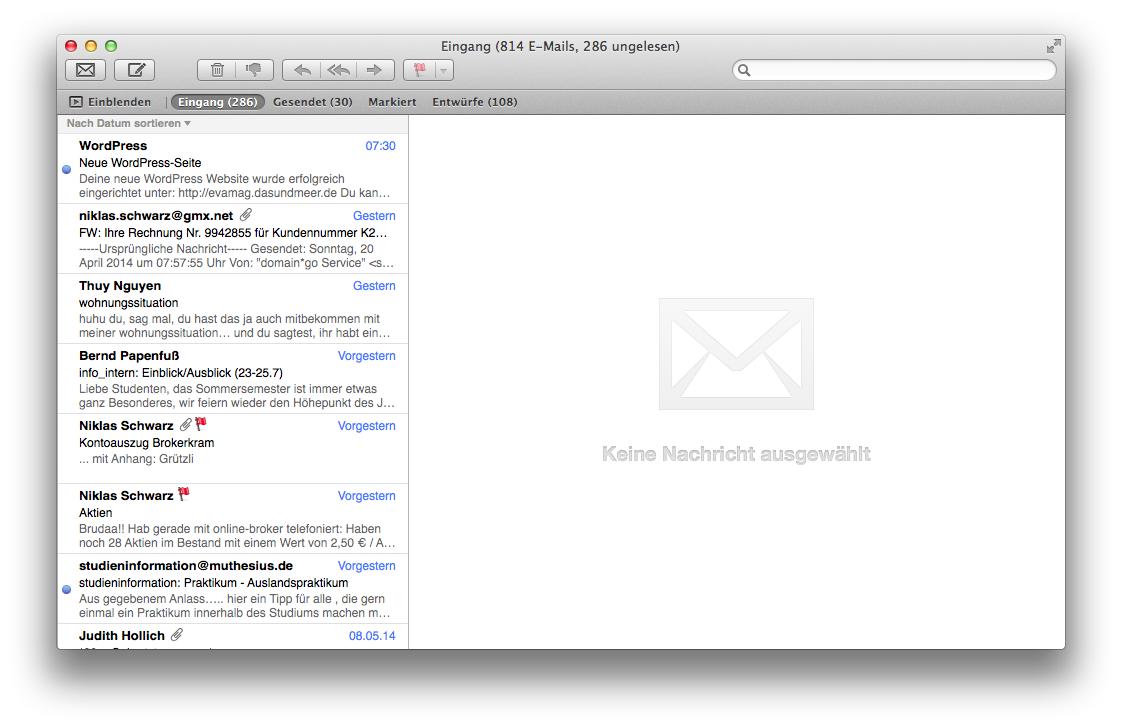 Eingang (814 E-Mails, 286 ungelesen)
Einblenden Eingang (286) Gesendet (30) Markiert Entwürfe (108)
Nach Datum sortieren
WordPress 07:30
Neue WordPress-Seite
Deine neue WordPress Website wurde erfolgreich
eingerichtet unter: http://evamag.dasundmeer.de Du kan…
niklas.schwarz@gmx.net Gestern
FW: Ihre Rechnung Nr. 9942855 für Kundennummer K2…
-----Ursprüngliche Nachricht----- Gesendet: Sonntag, 20
April 2014 um 07:57:55 Uhr Von: "domain*go Service" <s…
Thuy Nguyen Gestern
wohnungssituation
huhu du, sag mal, du hast das ja auch mitbekommen mit
meiner wohnungssituation… und du sagtest, ihr habt ein…
Bernd Papenfuß Vorgestern
info_intern: Einblick/Ausblick (23-25.7)
Liebe Studenten, das Sommersemester ist immer etwas
ganz Besonderes, wir feiern wieder den Höhepunkt des J…
Niklas Schwarz Vorgestern
Kontoauszug Brokerkram
... mit Anhang: Grützli
Niklas Schwarz Vorgestern
Aktien
Brudaa!! Hab gerade mit online-broker telefoniert: Haben
noch 28 Aktien im Bestand mit einem Wert von 2,50 € / A…
studieninformation@muthesius.de Vorgestern
studieninformation: Praktikum - Auslandspraktikum
Aus gegebenem Anlass….. hier ein Tipp für alle , die gern
einmal ein Praktikum innerhalb des Studiums machen m…
Judith Hollich 08.05.14
Keine Nachricht ausgewählt